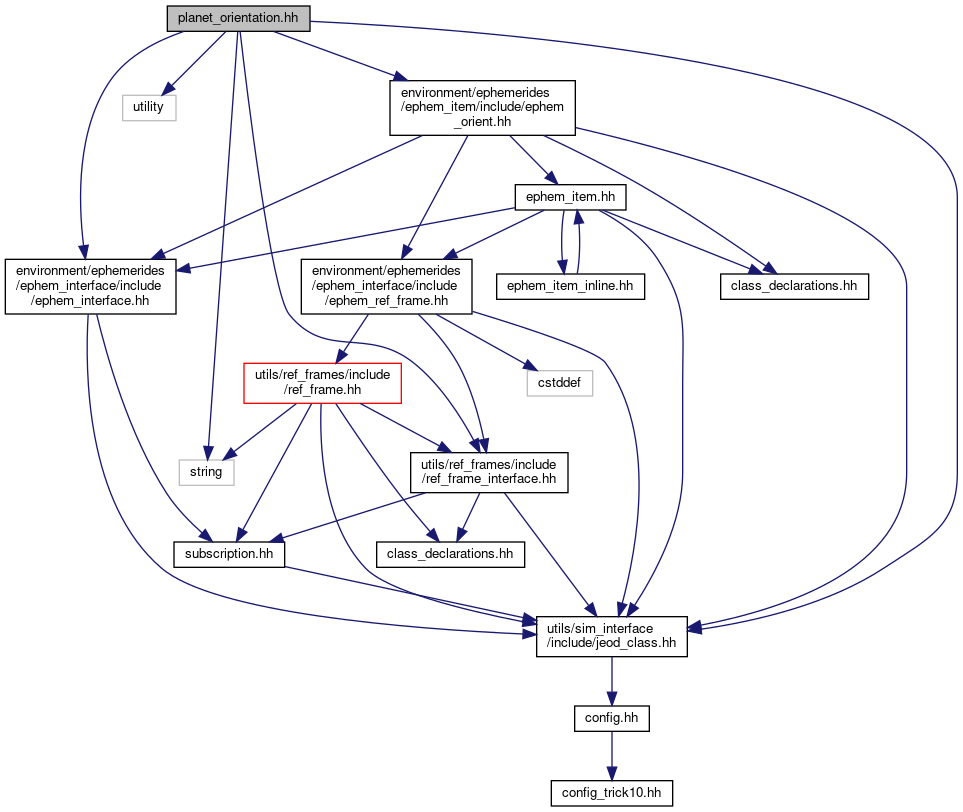 planet_orientation.hh
utility
environment/ephemerides
/ephem_item/include/ephem
_orient.hh
ephem_item.hh
environment/ephemerides
/ephem_interface/include
/ephem_interface.hh
environment/ephemerides
/ephem_interface/include
/ephem_ref_frame.hh
ephem_item_inline.hh
class_declarations.hh
utils/ref_frames/include
/ref_frame.hh
cstddef
string
utils/ref_frames/include
/ref_frame_interface.hh
subscription.hh
class_declarations.hh
utils/sim_interface
/include/jeod_class.hh
config.hh
config_trick10.hh